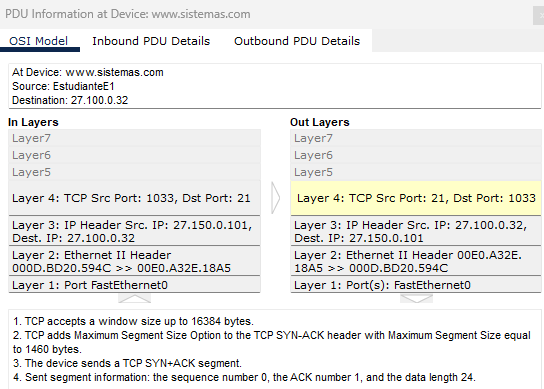 PDU Information at Device: www.sistemas.com
OSI Model Inbound PDU Details Outbound PDU Details
At Device: www.sistemas.com
Source: EstudianteE1
Destination: 27.100.0.32
In Layers
Layer7
Layer6
Layer5
Layer 4: TCP Src Port: 1033, Dst Port: 21
Layer 3: IP Header Src. IP: 27.150.0.101,
Dest. IP: 27.100.0.32
Layer 2: Ethernet II Header
000D.BD20.594C >> 00E0.A32E.18A5
Layer 1: Port FastEthernet0
Out Layers
Layer7
Layer6
Layer5
Layer 4: TCP Src Port: 21, Dst Port: 1033
Layer 3: IP Header Src. IP: 27.100.0.32,
Dest. IP: 27.150.0.101
Layer 2: Ethernet II Header 00E0.A32E.
18A5 >> 000D.BD20.594C
Layer 1: Port(s): FastEthernet0
1. TCP accepts a window size up to 16384 bytes.
2. TCP adds Maximum Segment Size Option to the TCP SYN-ACK header with Maximum Segment Size equal
to 1460 bytes.
3. The device sends a TCP SYN+ACK segment.
4. Sent segment information: the sequence number 0, the ACK number 1, and the data length 24.